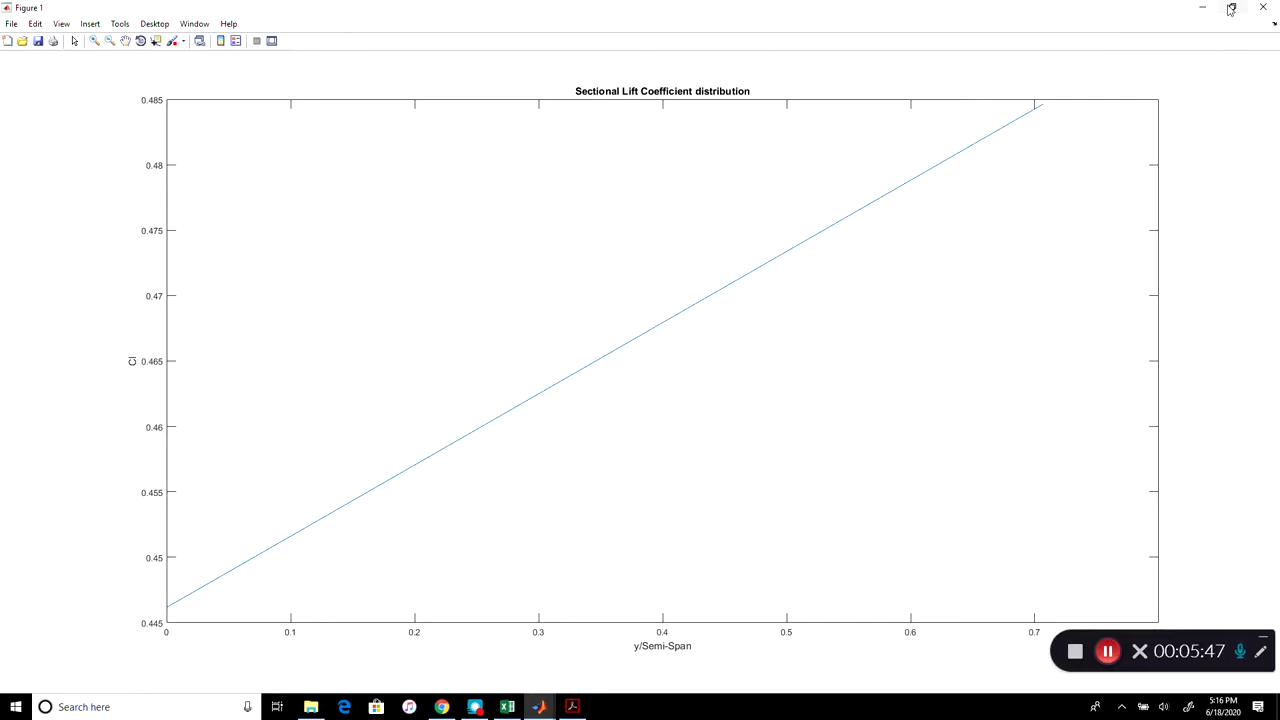 Figure 1
File Edit View Insert Tools Desktop Window Help
Sectional Lift Coefficient distribution
0.485
0.48
0.475
0.47
Cl 0.465
0.46
0.455
0.45
0.445
0 0.1 0.2 0.3 0.4 0.5 0.6 0.7
y/Semi-Span
00:05:47
Search here
5:16 PM
6/18/2020